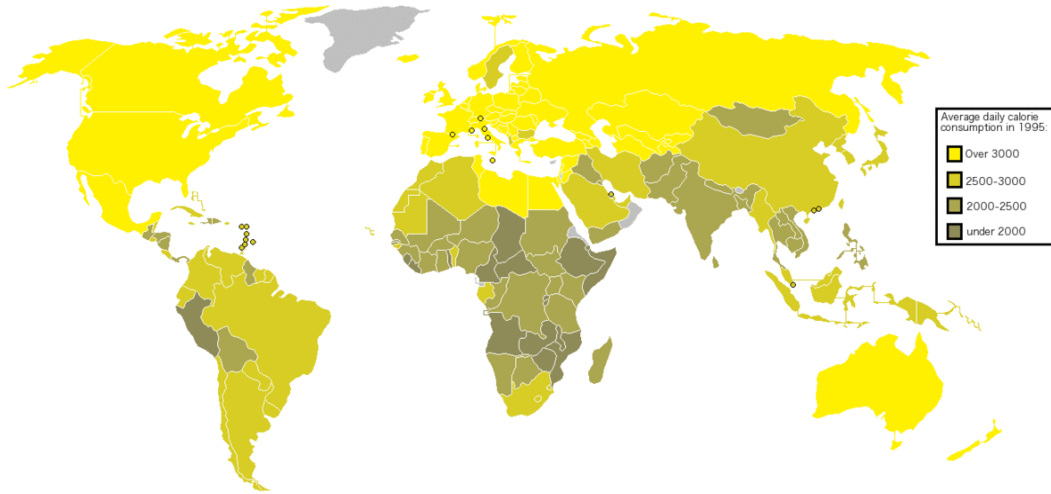 Average daily calorie
consumption in 1995:
Over 3000
2500-3000
2000-2500
under 2000